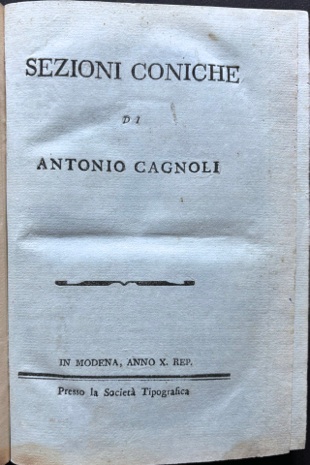 SEZIONI CONICHE
DI
ANTONIO CAGNOLI
IN MODENA, ANNO X. REP.
Presso la Società Tipografica